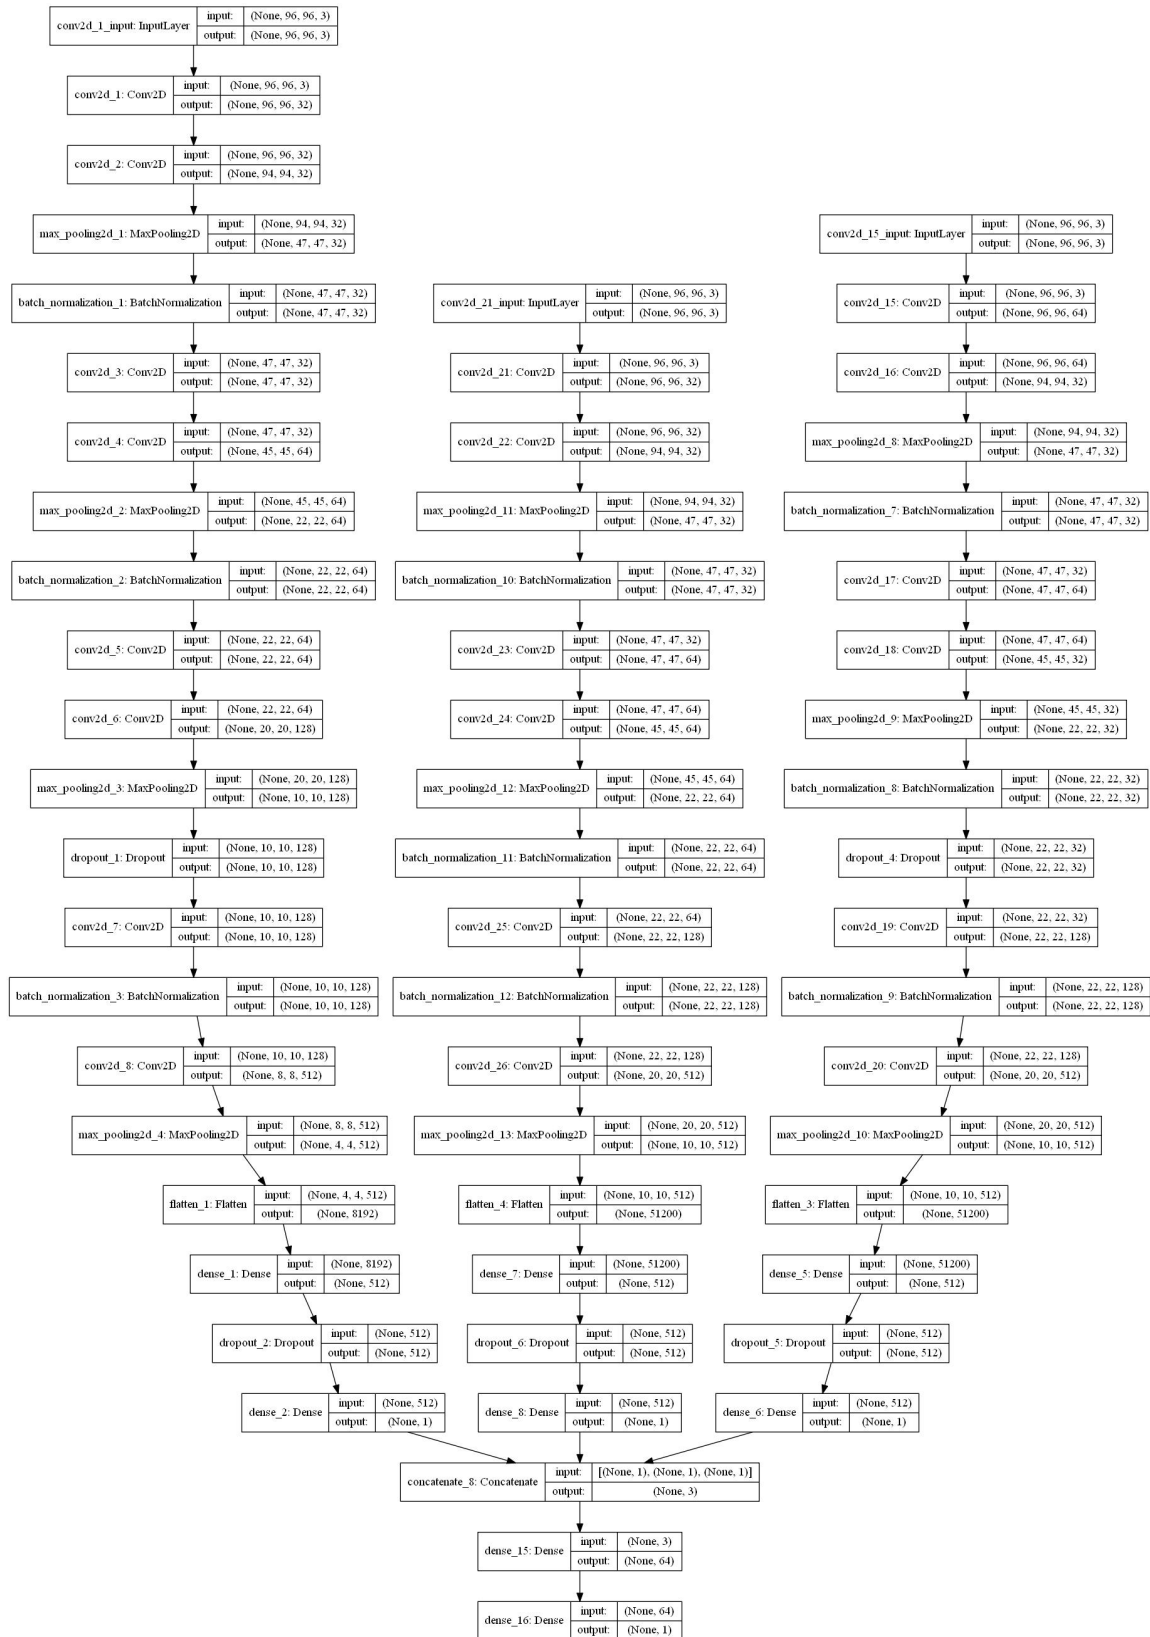 conv2d_1_input: InputLayer
input: (None, 96, 96, 3)
output: (None, 96, 96, 3)
conv2d_1: Conv2D
input: (None, 96, 96, 3)
output: (None, 96, 96, 32)
conv2d_2: Conv2D
input: (None, 96, 96, 32)
output: (None, 94, 94, 32)
max_pooling2d_1: MaxPooling2D
input: (None, 94, 94, 32)
output: (None, 47, 47, 32)
batch_normalization_1: BatchNormalization
input: (None, 47, 47, 32)
output: (None, 47, 47, 32)
conv2d_3: Conv2D
input: (None, 47, 47, 32)
output: (None, 47, 47, 32)
conv2d_4: Conv2D
input: (None, 47, 47, 32)
output: (None, 45, 45, 64)
max_pooling2d_2: MaxPooling2D
input: (None, 45, 45, 64)
output: (None, 22, 22, 64)
batch_normalization_2: BatchNormalization
input: (None, 22, 22, 64)
output: (None, 22, 22, 64)
conv2d_5: Conv2D
input: (None, 22, 22, 64)
output: (None, 22, 22, 64)
conv2d_6: Conv2D
input: (None, 22, 22, 64)
output: (None, 20, 20, 128)
max_pooling2d_3: MaxPooling2D
input: (None, 20, 20, 128)
output: (None, 10, 10, 128)
dropout_1: Dropout
input: (None, 10, 10, 128)
output: (None, 10, 10, 128)
conv2d_7: Conv2D
input: (None, 10, 10, 128)
output: (None, 10, 10, 128)
batch_normalization_3: BatchNormalization
input: (None, 10, 10, 128)
output: (None, 10, 10, 128)
conv2d_8: Conv2D
input: (None, 10, 10, 128)
output: (None, 8, 8, 512)
max_pooling2d_4: MaxPooling2D
input: (None, 8, 8, 512)
output: (None, 4, 4, 512)
flatten_1: Flatten
input: (None, 4, 4, 512)
output: (None, 8192)
dense_1: Dense
input: (None, 8192)
output: (None, 512)
dropout_2: Dropout
input: (None, 512)
output: (None, 512)
dense_2: Dense
input: (None, 512)
output: (None, 1)
conv2d_21_input: InputLayer
input: (None, 96, 96, 3)
output: (None, 96, 96, 3)
conv2d_21: Conv2D
input: (None, 96, 96, 3)
output: (None, 96, 96, 32)
conv2d_22: Conv2D
input: (None, 96, 96, 32)
output: (None, 94, 94, 32)
max_pooling2d_11: MaxPooling2D
input: (None, 94, 94, 32)
output: (None, 47, 47, 32)
batch_normalization_10: BatchNormalization
input: (None, 47, 47, 32)
output: (None, 47, 47, 32)
conv2d_23: Conv2D
input: (None, 47, 47, 32)
output: (None, 47, 47, 64)
conv2d_24: Conv2D
input: (None, 47, 47, 64)
output: (None, 45, 45, 64)
max_pooling2d_12: MaxPooling2D
input: (None, 45, 45, 64)
output: (None, 22, 22, 64)
batch_normalization_11: BatchNormalization
input: (None, 22, 22, 64)
output: (None, 22, 22, 64)
conv2d_25: Conv2D
input: (None, 22, 22, 64)
output: (None, 22, 22, 128)
batch_normalization_12: BatchNormalization
input: (None, 22, 22, 128)
output: (None, 22, 22, 128)
conv2d_26: Conv2D
input: (None, 22, 22, 128)
output: (None, 20, 20, 512)
max_pooling2d_13: MaxPooling2D
input: (None, 20, 20, 512)
output: (None, 10, 10, 512)
flatten_4: Flatten
input: (None, 10, 10, 512)
output: (None, 51200)
dense_7: Dense
input: (None, 51200)
output: (None, 512)
dropout_6: Dropout
input: (None, 512)
output: (None, 512)
dense_8: Dense
input: (None, 512)
output: (None, 1)
conv2d_15_input: InputLayer
input: (None, 96, 96, 3)
output: (None, 96, 96, 3)
conv2d_15: Conv2D
input: (None, 96, 96, 3)
output: (None, 96, 96, 64)
conv2d_16: Conv2D
input: (None, 96, 96, 64)
output: (None, 94, 94, 32)
max_pooling2d_8: MaxPooling2D
input: (None, 94, 94, 32)
output: (None, 47, 47, 32)
batch_normalization_7: BatchNormalization
input: (None, 47, 47, 32)
output: (None, 47, 47, 32)
conv2d_17: Conv2D
input: (None, 47, 47, 32)
output: (None, 47, 47, 64)
conv2d_18: Conv2D
input: (None, 47, 47, 64)
output: (None, 45, 45, 32)
max_pooling2d_9: MaxPooling2D
input: (None, 45, 45, 32)
output: (None, 22, 22, 32)
batch_normalization_8: BatchNormalization
input: (None, 22, 22, 32)
output: (None, 22, 22, 32)
dropout_4: Dropout
input: (None, 22, 22, 32)
output: (None, 22, 22, 32)
conv2d_19: Conv2D
input: (None, 22, 22, 32)
output: (None, 22, 22, 128)
batch_normalization_9: BatchNormalization
input: (None, 22, 22, 128)
output: (None, 22, 22, 128)
conv2d_20: Conv2D
input: (None, 22, 22, 128)
output: (None, 20, 20, 512)
max_pooling2d_10: MaxPooling2D
input: (None, 20, 20, 512)
output: (None, 10, 10, 512)
flatten_3: Flatten
input: (None, 10, 10, 512)
output: (None, 51200)
dense_5: Dense
input: (None, 51200)
output: (None, 512)
dropout_5: Dropout
input: (None, 512)
output: (None, 512)
dense_6: Dense
input: (None, 512)
output: (None, 1)
concatenate_8: Concatenate
input: [(None, 1), (None, 1), (None, 1)]
output: (None, 3)
dense_15: Dense
input: (None, 3)
output: (None, 64)
dense_16: Dense
input: (None, 64)
output: (None, 1)